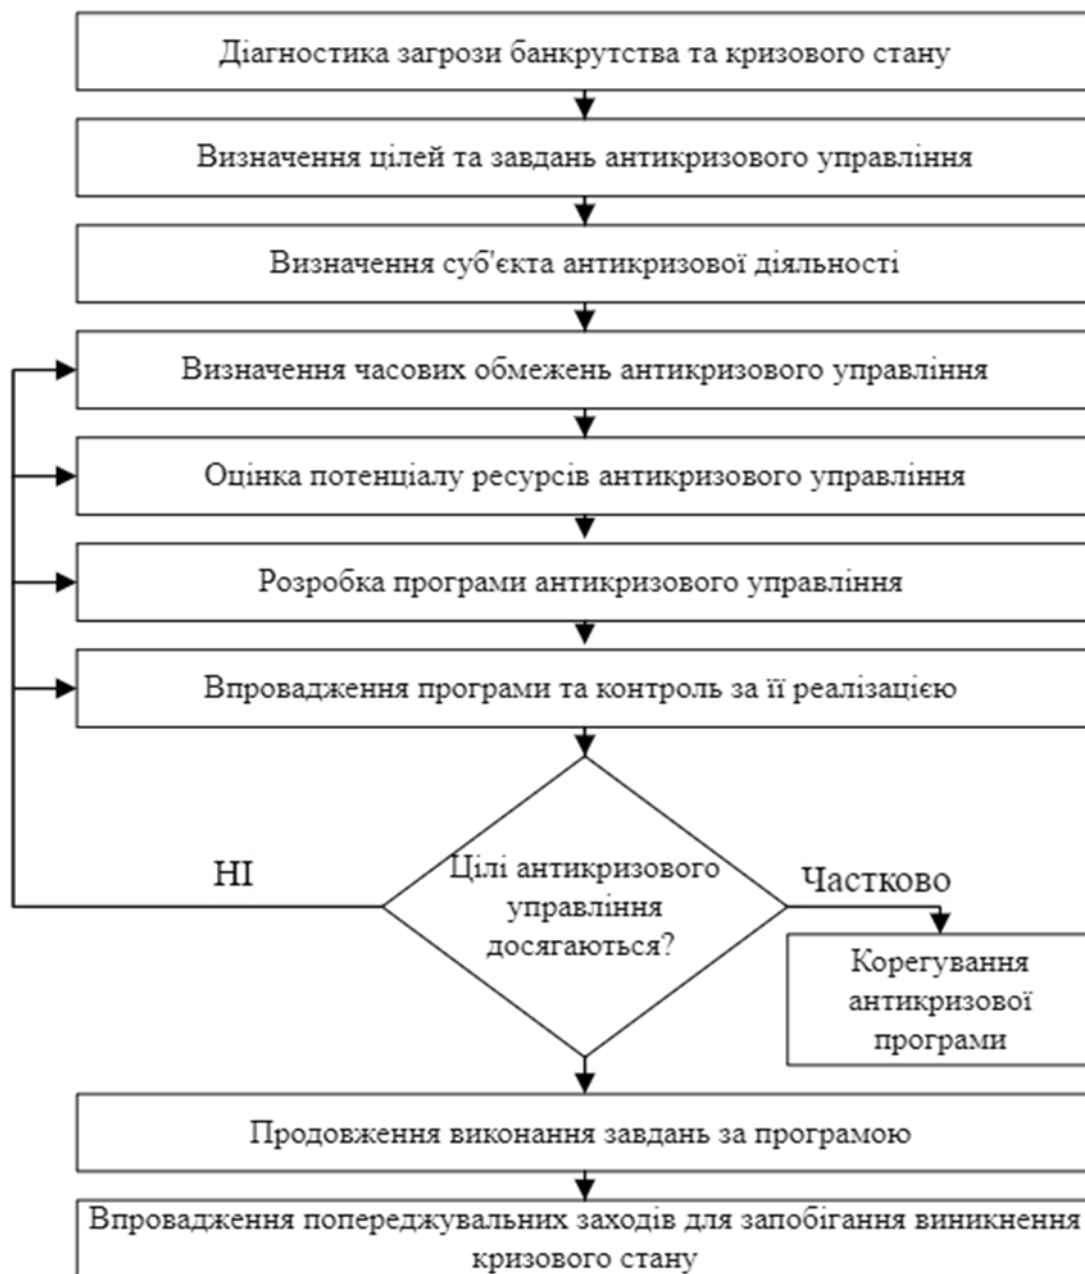 Діагностика загрози банкрутства та кризового стану
Визначення цілей та завдань антикризового управління
Визначення суб'єкта антикризової діяльності
Визначення часових обмежень антикризового управління
Оцінка потенціалу ресурсів антикризового управління
Розробка програми антикризового управління
Впровадження програми та контроль за її реалізацією
НІ
Цілі антикризового
управління
досягаються?
Частково
Корегування
антикризової
програми
Продовження виконання завдань за програмою
Впровадження попереджувальних заходів для запобігання виникнення
кризового стану